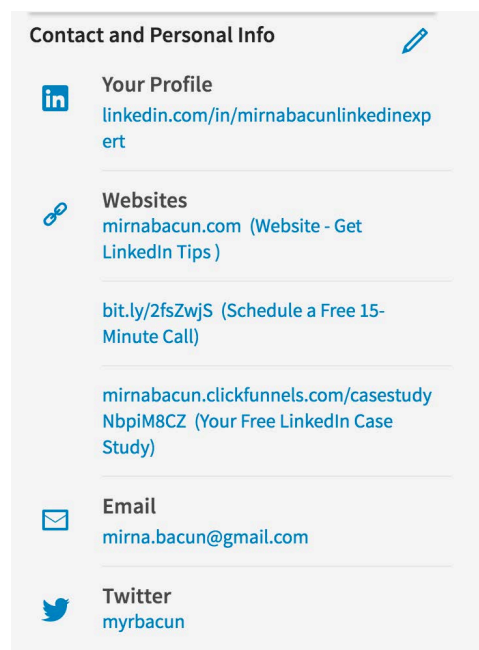 Contact and Personal Info
in
Your Profile
linkedin.com/in/mirnabacunlinkedinexp
ert
Websites
mirnabacun.com (Website - Get
LinkedIn Tips )
bit.ly/2fsZwjS (Schedule a Free 15-
Minute Call)
mirnabacun.clickfunnels.com/casestudy
NbpiM8CZ (Your Free LinkedIn Case
Study)
Email
mirna.bacun@gmail.com
Twitter
myrbacun